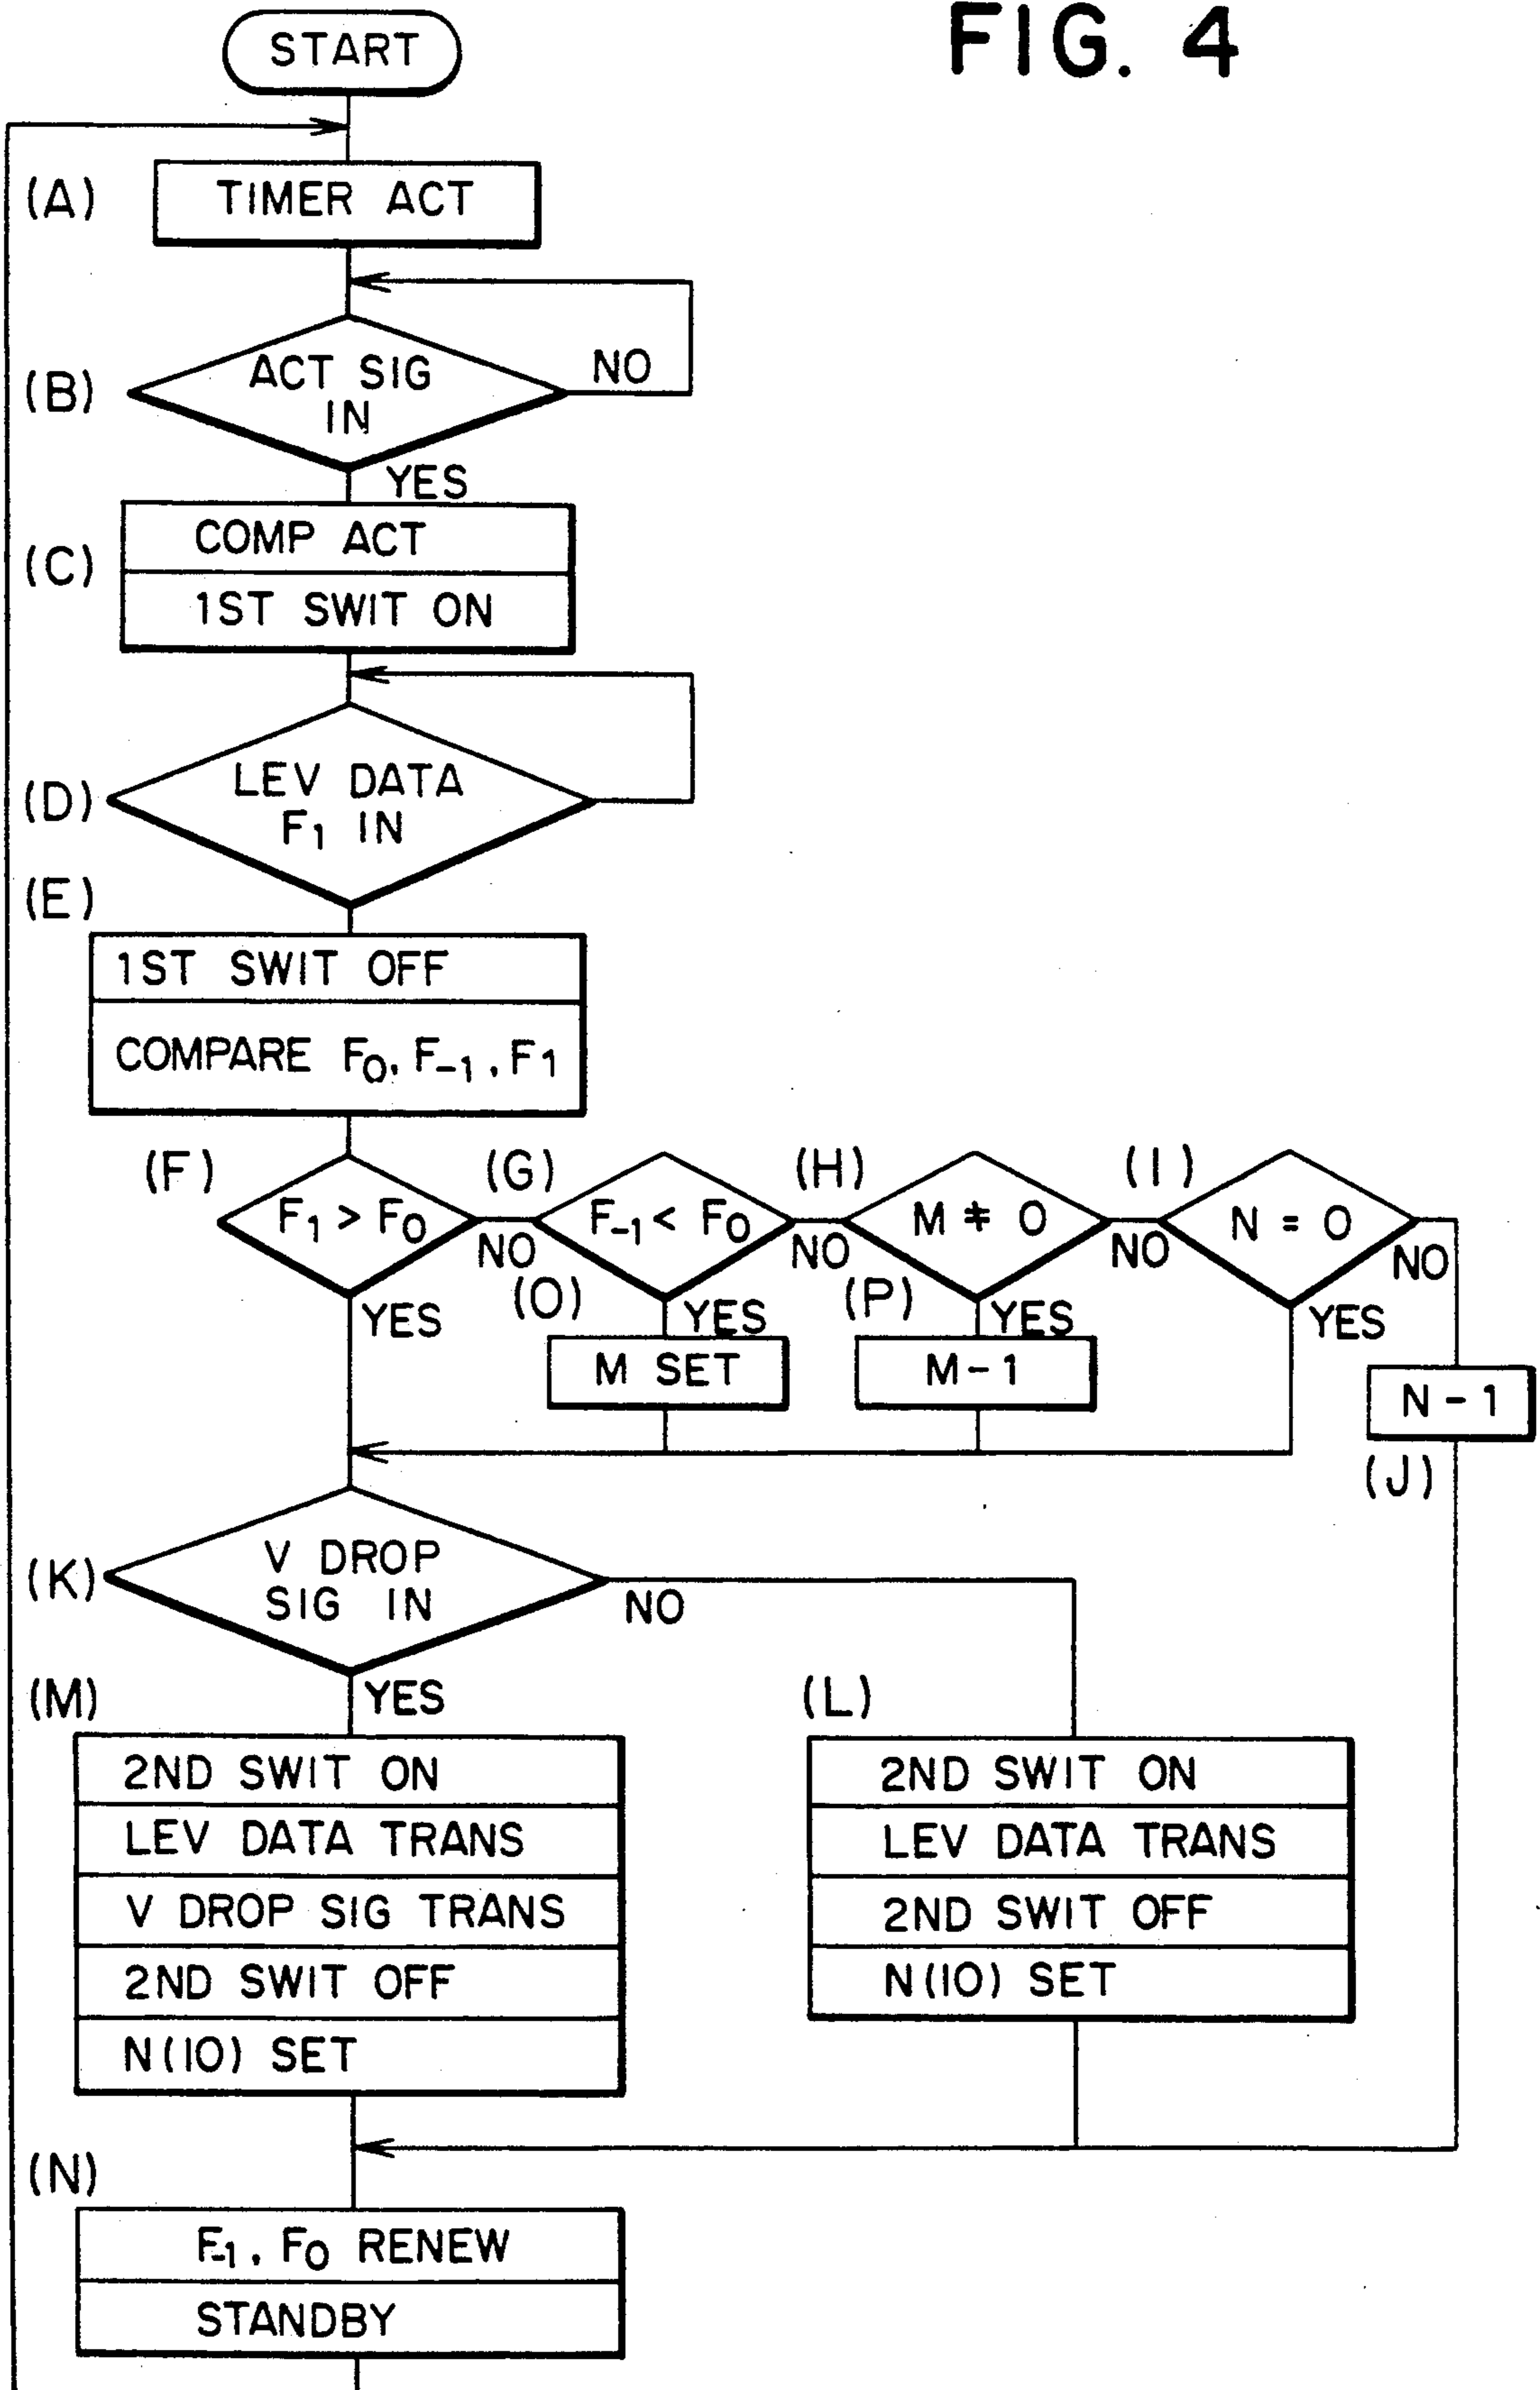 FIG. 4
START
(A)
TIMER ACT
(B)
ACT SIG
IN
NO
YES
(C)
COMP ACT
1ST SWIT ON
(D)
LEV DATA
F₁ IN
(E)
1ST SWIT OFF
COMPARE F₀, F₋₁, F₁
(F)
F₁ > F₀
NO
YES
(G)
F₋₁ < F₀
NO
YES
(H)
M ≠ 0
NO
YES
(I)
N = 0
NO
YES
(O)
M SET
(P)
M-1
N-1
(J)
(K)
V DROP
SIG IN
NO
YES
(M)
2ND SWIT ON
LEV DATA TRANS
V DROP SIG TRANS
2ND SWIT OFF
N(10) SET
(L)
2ND SWIT ON
LEV DATA TRANS
2ND SWIT OFF
N(10) SET
(N)
F₋₁, F₀ RENEW
STANDBY